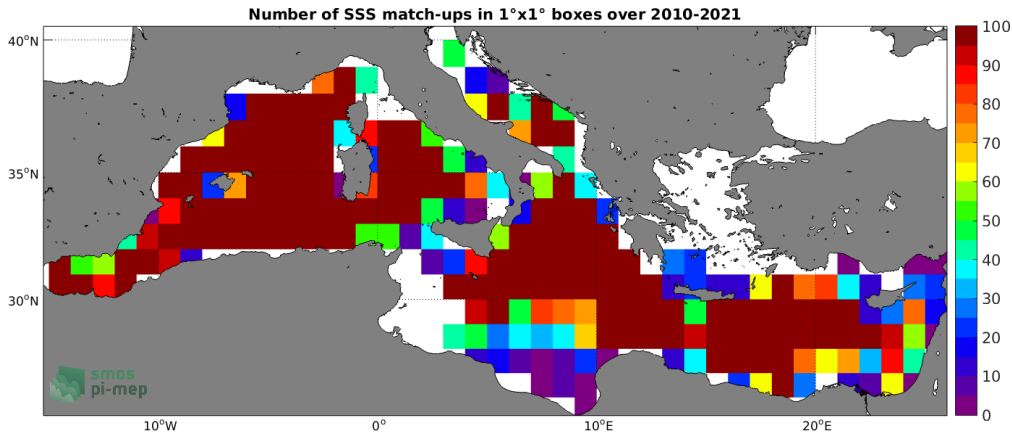 Number of SSS match-ups in 1°x1° boxes over 2010-2021
40°N
35°N
30°N
10°W
0°
10°E
20°E
100
90
80
70
60
50
40
30
20
10
0
smos
pi-mep